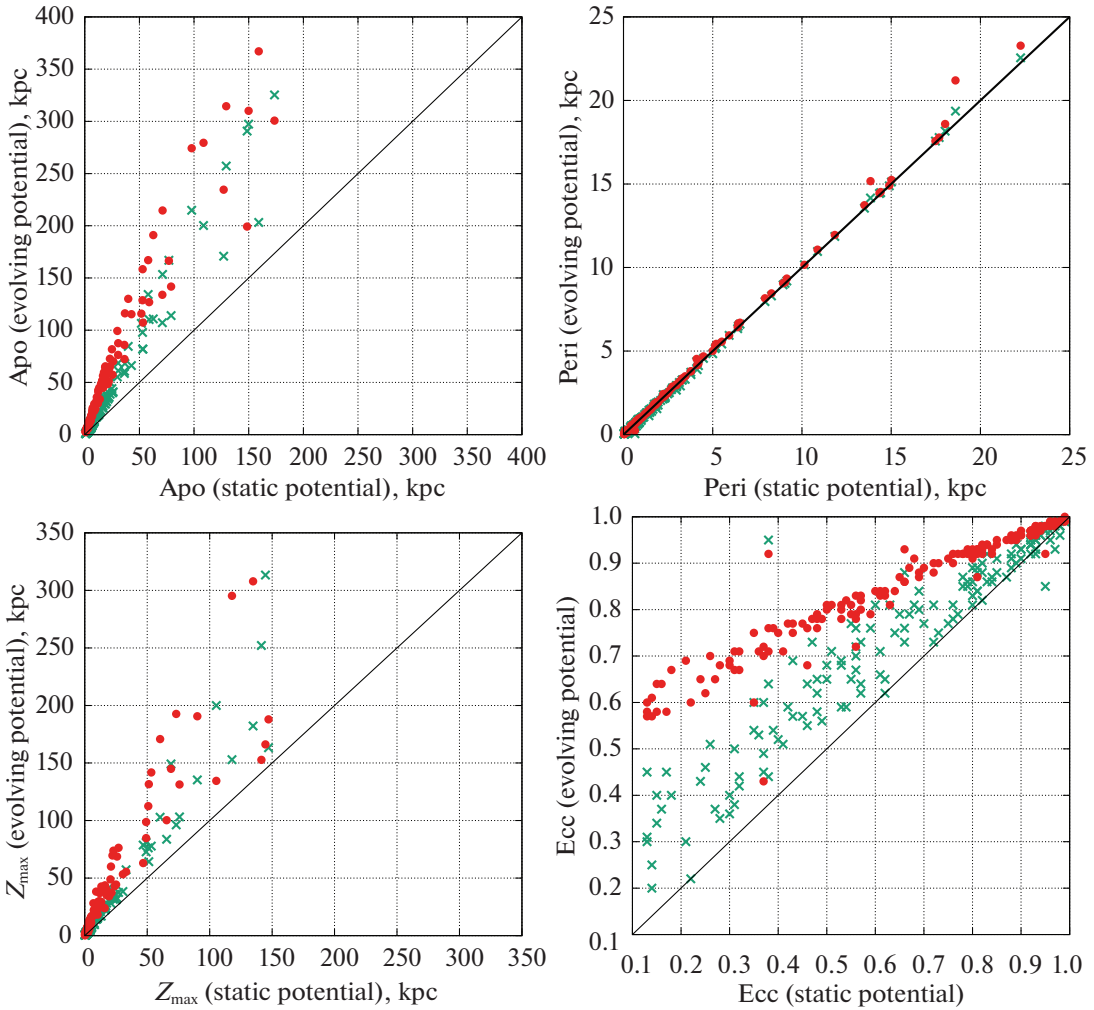 400
350
300
250
200
150
100
50
0
Apo (evolving potential), kpc
0 50 100 150 200 250 300 350 400
Apo (static potential), kpc
25
20
15
10
5
0
Peri (evolving potential), kpc
0 5 10 15 20 25
Peri (static potential), kpc
350
300
250
200
150
100
50
0
Zmax (evolving potential), kpc
0 50 100 150 200 250 300 350
Zmax (static potential), kpc
1.0
0.9
0.8
0.7
0.6
0.5
0.4
0.3
0.2
0.1
Ecc (evolving potential)
0.1 0.2 0.3 0.4 0.5 0.6 0.7 0.8 0.9 1.0
Ecc (static potential)